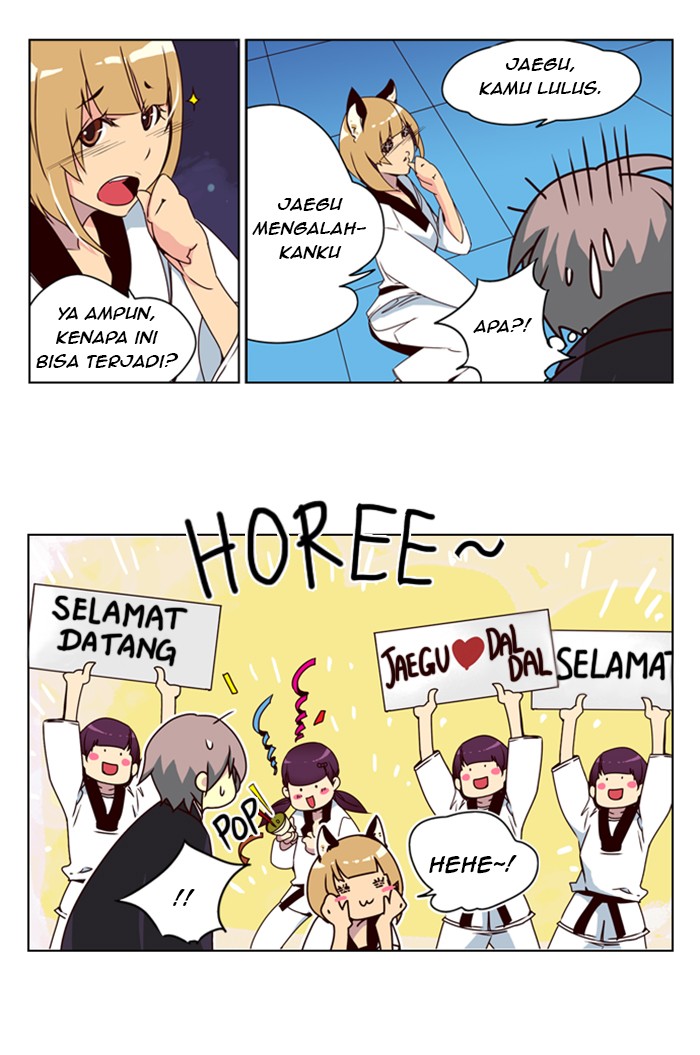 YA AMPUN,
KENAPA INI
BISA TERJADI?
JAEGU,
KAMU LULUS.
JAEGU
MENGALAH-
KANKU
APA?!
HOREE~
SELAMAT
DATANG
JAEGU ♥ DAL
DAL
SELAMAT
POP!
!!
HEHE~!